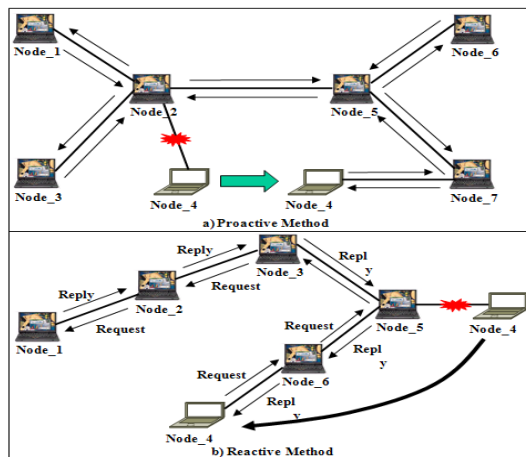 Node_1
Node_6
Node_2
Node_5
Node_3
Node_4
Node_4
Node_7
a) Proactive Method
Node_3
Reply
Repl
y
Reply
Request
Node_2
Request
Node_1
Request
Node_5
Node_4
Repl
y
Request
Node_6
Repl
y
Node_4
b) Reactive Method